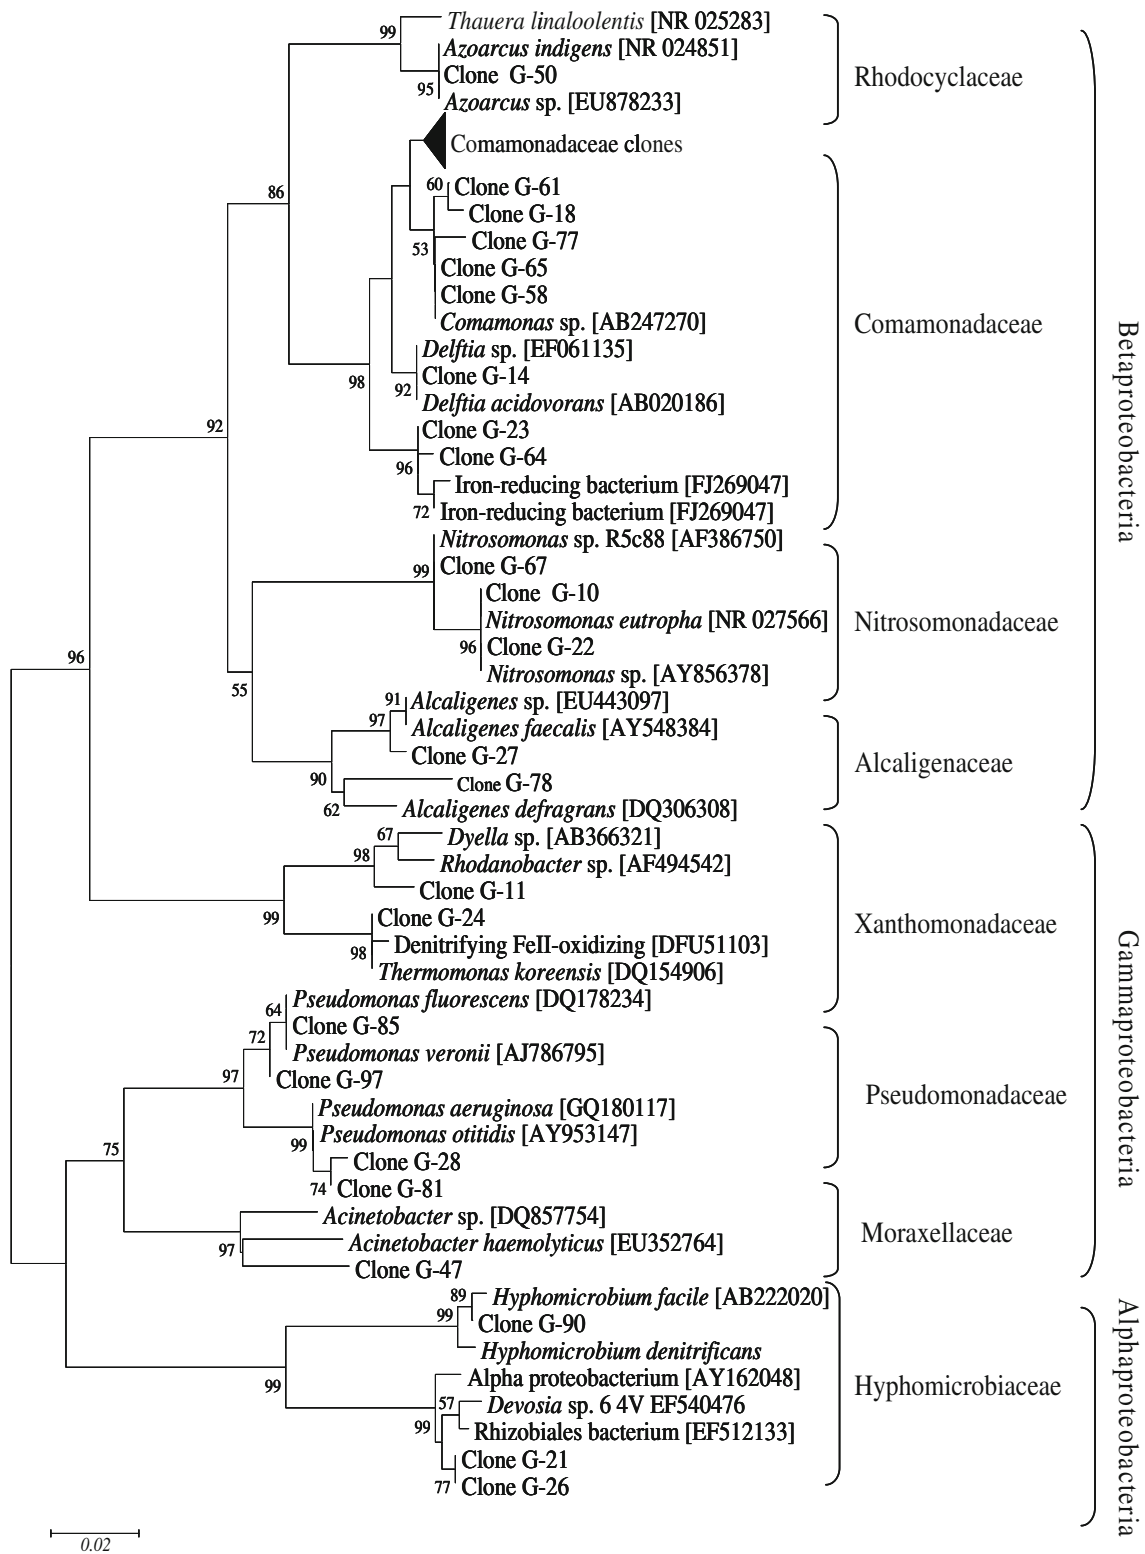 99
Thauera linaloolentis [NR 025283]
Azoarcus indigens [NR 024851]
Clone G-50
95
Azoarcus sp. [EU878233]
Rhodocyclaceae
Comamonadaceae clones
86
60
Clone G-61
Clone G-18
Clone G-77
53
Clone G-65
Clone G-58
Comamonas sp. [AB247270]
Comamonadaceae
Delftia sp. [EF061135]
98
Clone G-14
92
Delftia acidovorans [AB020186]
92
Clone G-23
Clone G-64
96
Iron-reducing bacterium [FJ269047]
72
Iron-reducing bacterium [FJ269047]
Betaproteobacteria
Nitrosomonas sp. R5c88 [AF386750]
99
Clone G-67
Clone G-10
Nitrosomonas eutropha [NR 027566]
Nitrosomonadaceae
96
Clone G-22
96
Nitrosomonas sp. [AY856378]
55
91
Alcaligenes sp. [EU443097]
97
Alcaligenes faecalis [AY548384]
Clone G-27
Alcaligenaceae
90
Clone G-78
62
Alcaligenes defragrans [DQ306308]
67
Dyella sp. [AB366321]
98
Rhodanobacter sp. [AF494542]
Clone G-11
99
Clone G-24
Xanthomonadaceae
98
Denitrifying FeII-oxidizing [DFU51103]
Thermomonas koreensis [DQ154906]
64
Pseudomonas fluorescens [DQ178234]
Clone G-85
72
Pseudomonas veronii [AJ786795]
97
Clone G-97
Pseudomonadaceae
Pseudomonas aeruginosa [GQ180117]
Pseudomonas otitidis [AY953147]
99
75
Clone G-28
74
Clone G-81
Gammaproteobacteria
Acinetobacter sp. [DQ857754]
Moraxellaceae
97
Acinetobacter haemolyticus [EU352764]
Clone G-47
89
Hyphomicrobium facile [AB222020]
99
Clone G-90
Hyphomicrobium denitrificans
99
Alpha proteobacterium [AY162048]
Hyphomicrobiaceae
57
Devosia sp. 6 4V EF540476
99
Rhizobiales bacterium [EF512133]
Clone G-21
77
Clone G-26
Alphaproteobacteria
0.02